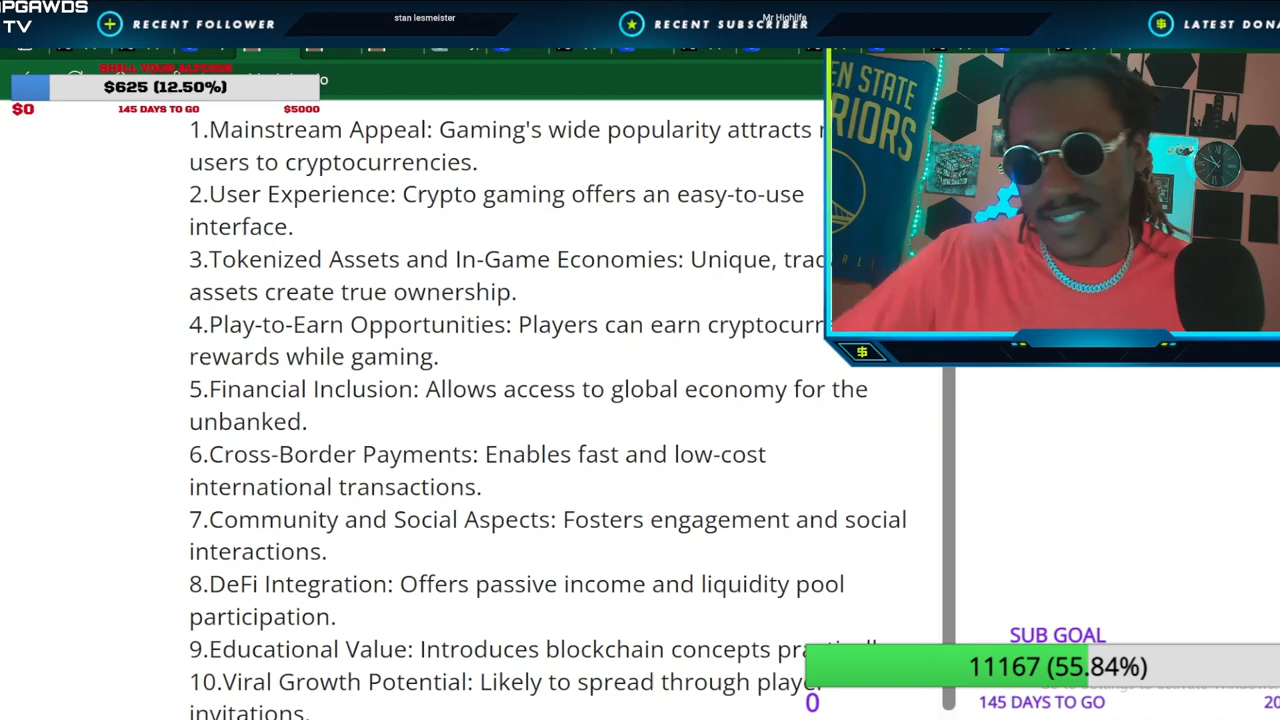 TV
RECENT FOLLOWER
stan lesmeister
RECENT SUBSCRIBER
Mr Highlife
LATEST
$625 (12.50%)
$0
145 DAYS TO GO
$5000
1.Mainstream Appeal: Gaming's wide popularity attracts
users to cryptocurrencies.
2.User Experience: Crypto gaming offers an easy-to-use
interface.
3.Tokenized Assets and In-Game Economies: Unique,
assets create true ownership.
4.Play-to-Earn Opportunities: Players can earn
rewards while gaming.
5.Financial Inclusion: Allows access to global economy for the
unbanked.
6.Cross-Border Payments: Enables fast and low-cost
international transactions.
7.Community and Social Aspects: Fosters engagement and social
interactions.
8.DeFi Integration: Offers passive income and liquidity pool
participation.
9.Educational Value: Introduces blockchain concepts
10.Viral Growth Potential: Likely to spread through
invitations.
EN STATE
RIORS
$
SUB GOAL
11167 (55.84%)
0
145 DAYS TO GO